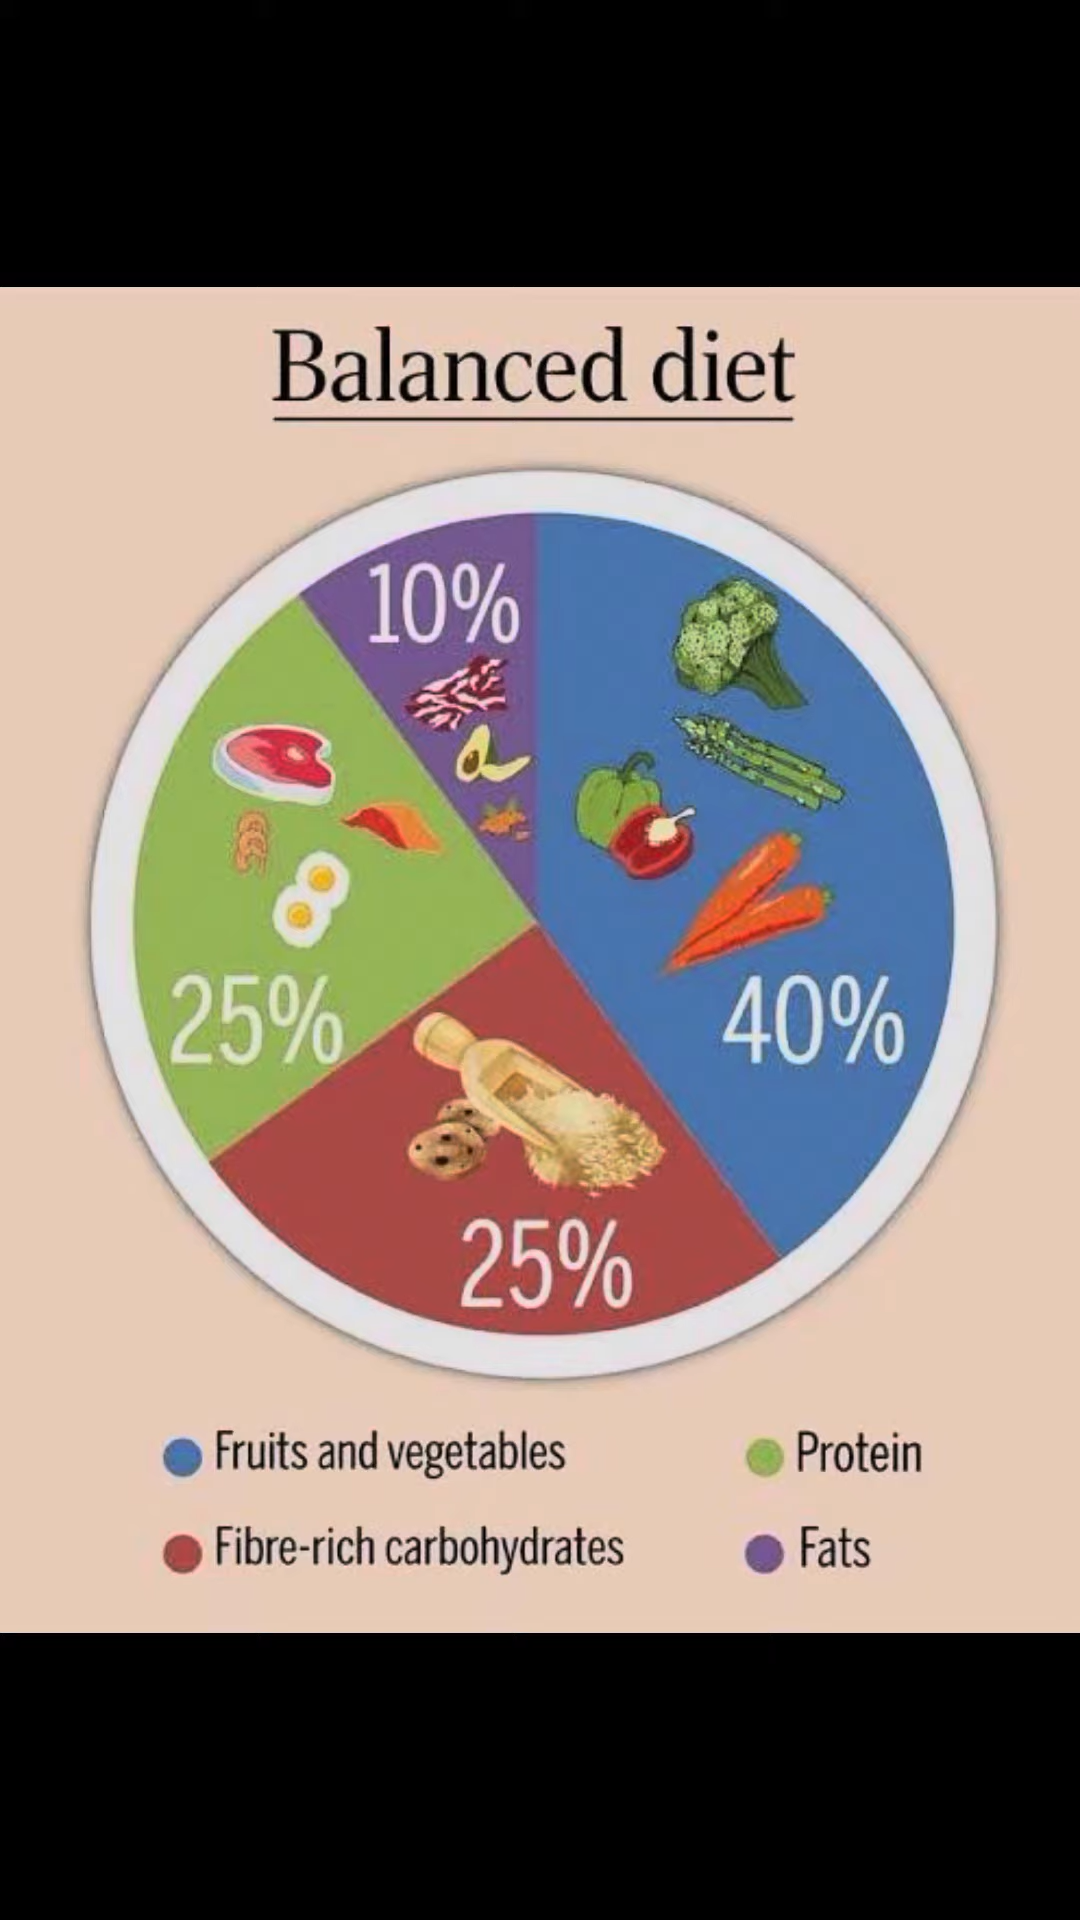 Balanced diet
10%
25%
40%
25%
Fruits and vegetables
Protein
Fibre-rich carbohydrates
Fats